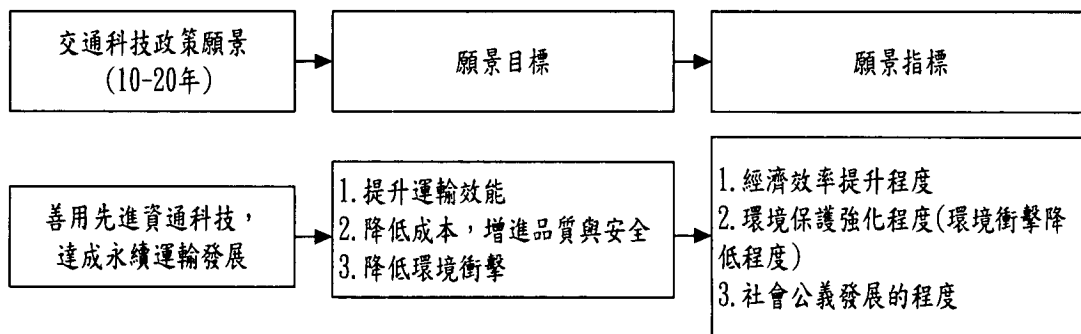 交通科技政策願景
(10-20年)
願景目標
願景指標
善用先進資通科技，
達成永續運輸發展
1.提升運輸效能
2.降低成本，增進品質與安全
3.降低環境衝擊
1.經濟效率提升程度
2.環境保護強化程度(環境衝擊降
低程度)
3.社會公義發展的程度